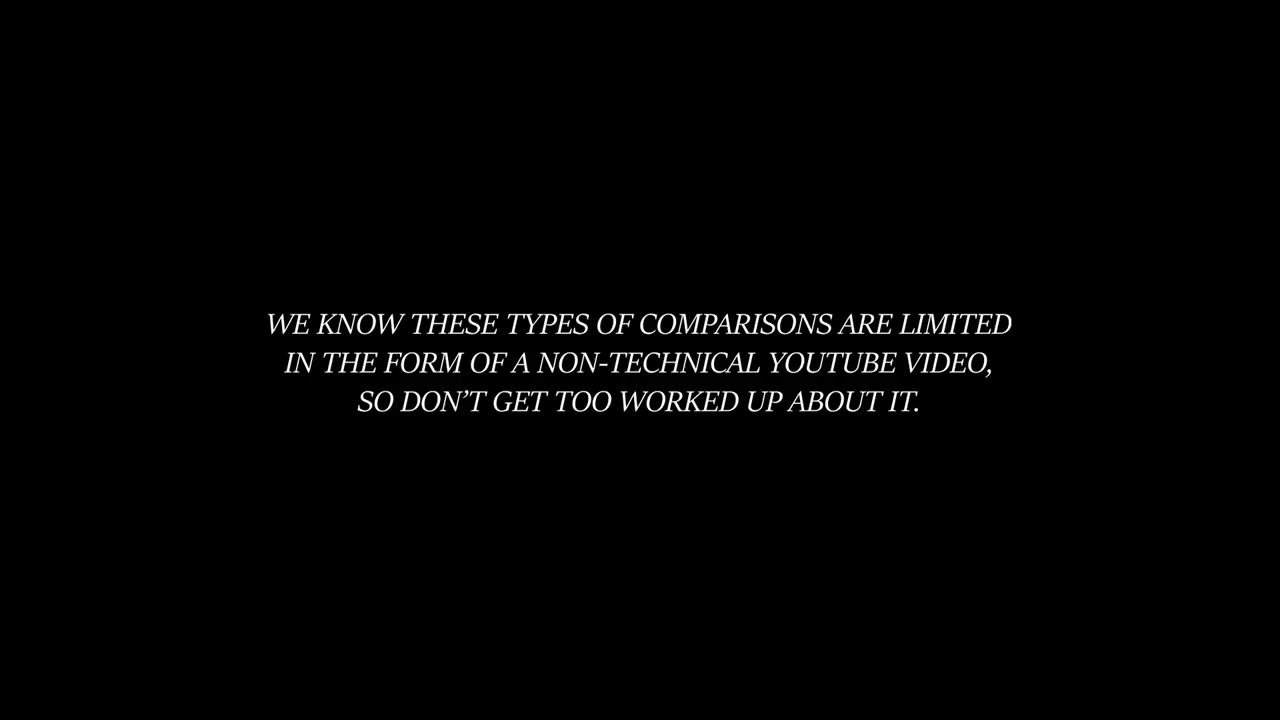 WE KNOW THESE TYPES OF COMPARISONS ARE LIMITED
IN THE FORM OF A NON-TECHNICAL YOUTUBE VIDEO,
SO DON’T GET TOO WORKED UP ABOUT IT.